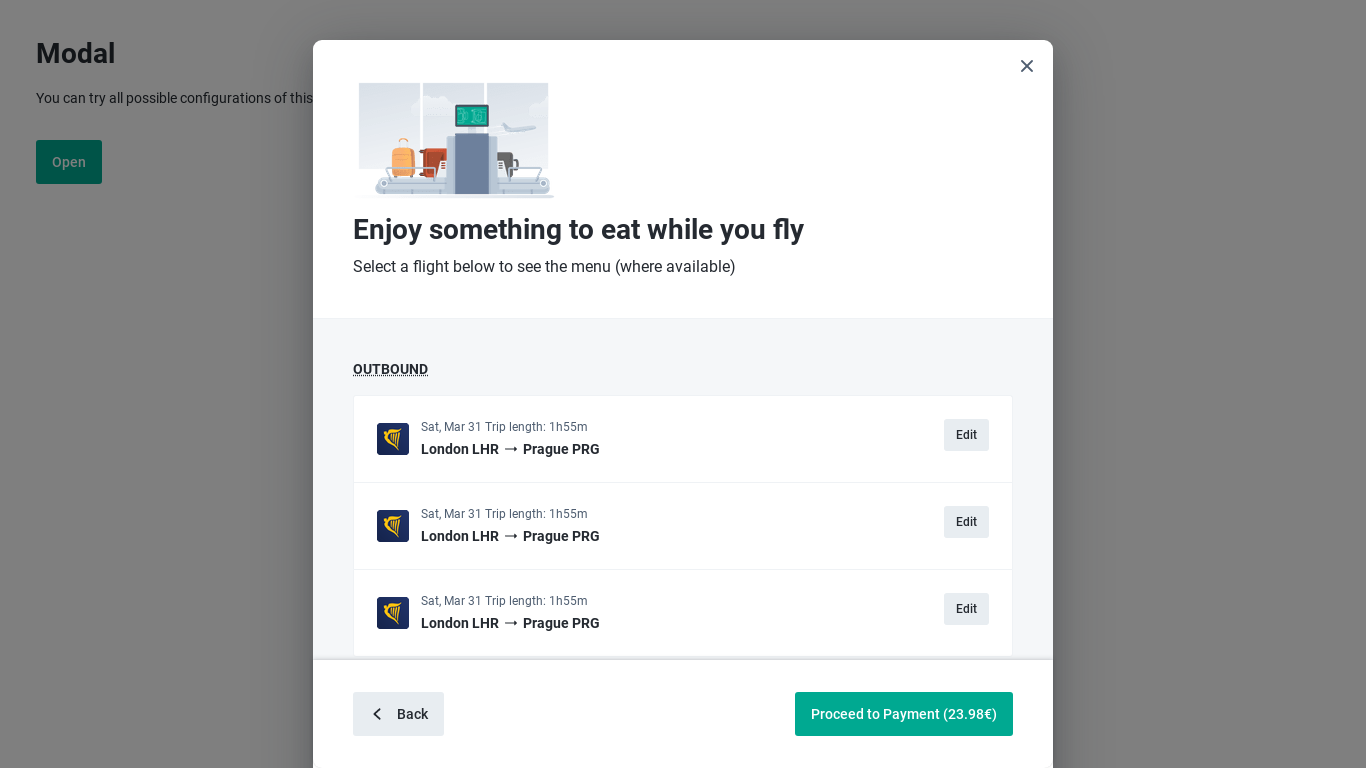 Modal
You can try all possible configurations of this
Open
Enjoy something to eat while you fly
Select a flight below to see the menu (where available)
OUTBOUND
Sat, Mar 31 Trip length: 1h55m
London LHR → Prague PRG
Edit
Sat, Mar 31 Trip length: 1h55m
London LHR → Prague PRG
Edit
Sat, Mar 31 Trip length: 1h55m
London LHR → Prague PRG
Edit
Back
Proceed to Payment (23.98€)